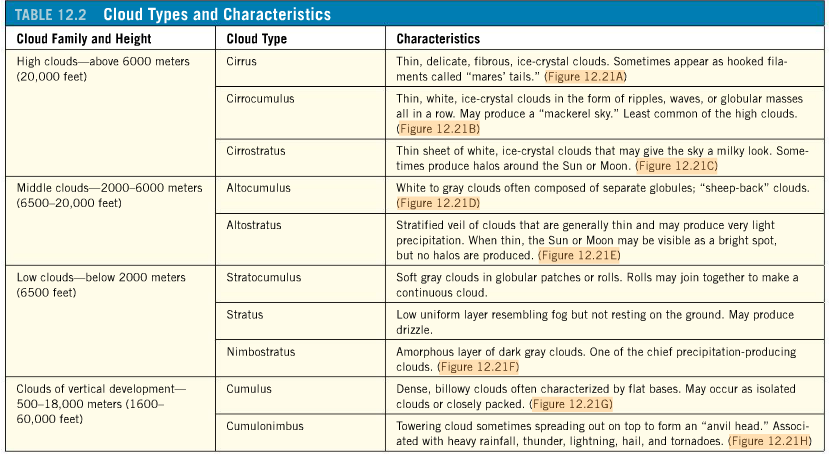 TABLE 12.2 Cloud Types and Characteristics
Cloud Family and Height Cloud Type Characteristics
High clouds—above 6000 meters
(20,000 feet)
Cirrus
Thin, delicate, fibrous, ice-crystal clouds. Sometimes appear as hooked fila-
ments called “mares’ tails.” (Figure 12.21A)
Cirrocumulus
Thin, white, ice-crystal clouds in the form of ripples, waves, or globular masses
all in a row. May produce a “mackerel sky.” Least common of the high clouds.
(Figure 12.21B)
Cirrostratus
Thin sheet of white, ice-crystal clouds that may give the sky a milky look. Some-
times produce halos around the Sun or Moon. (Figure 12.21C)
Middle clouds—2000–6000 meters
(6500–20,000 feet)
Altocumulus
White to gray clouds often composed of separate globules; “sheep-back” clouds.
(Figure 12.21D)
Altostratus
Stratified veil of clouds that are generally thin and may produce very light
precipitation. When thin, the Sun or Moon may be visible as a bright spot,
but no halos are produced. (Figure 12.21E)
Low clouds—below 2000 meters
(6500 feet)
Stratocumulus
Soft gray clouds in globular patches or rolls. Rolls may join together to make a
continuous cloud.
Stratus
Low uniform layer resembling fog but not resting on the ground. May produce
drizzle.
Nimbostratus
Amorphous layer of dark gray clouds. One of the chief precipitation-producing
clouds. (Figure 12.21F)
Clouds of vertical development—
500–18,000 meters (1600–
60,000 feet)
Cumulus
Dense, billowy clouds often characterized by flat bases. May occur as isolated
clouds or closely packed. (Figure 12.21G)
Cumulonimbus
Towering cloud sometimes spreading out on top to form an “anvil head.” Associ-
ated with heavy rainfall, thunder, lightning, hail, and tornadoes. (Figure 12.21H)